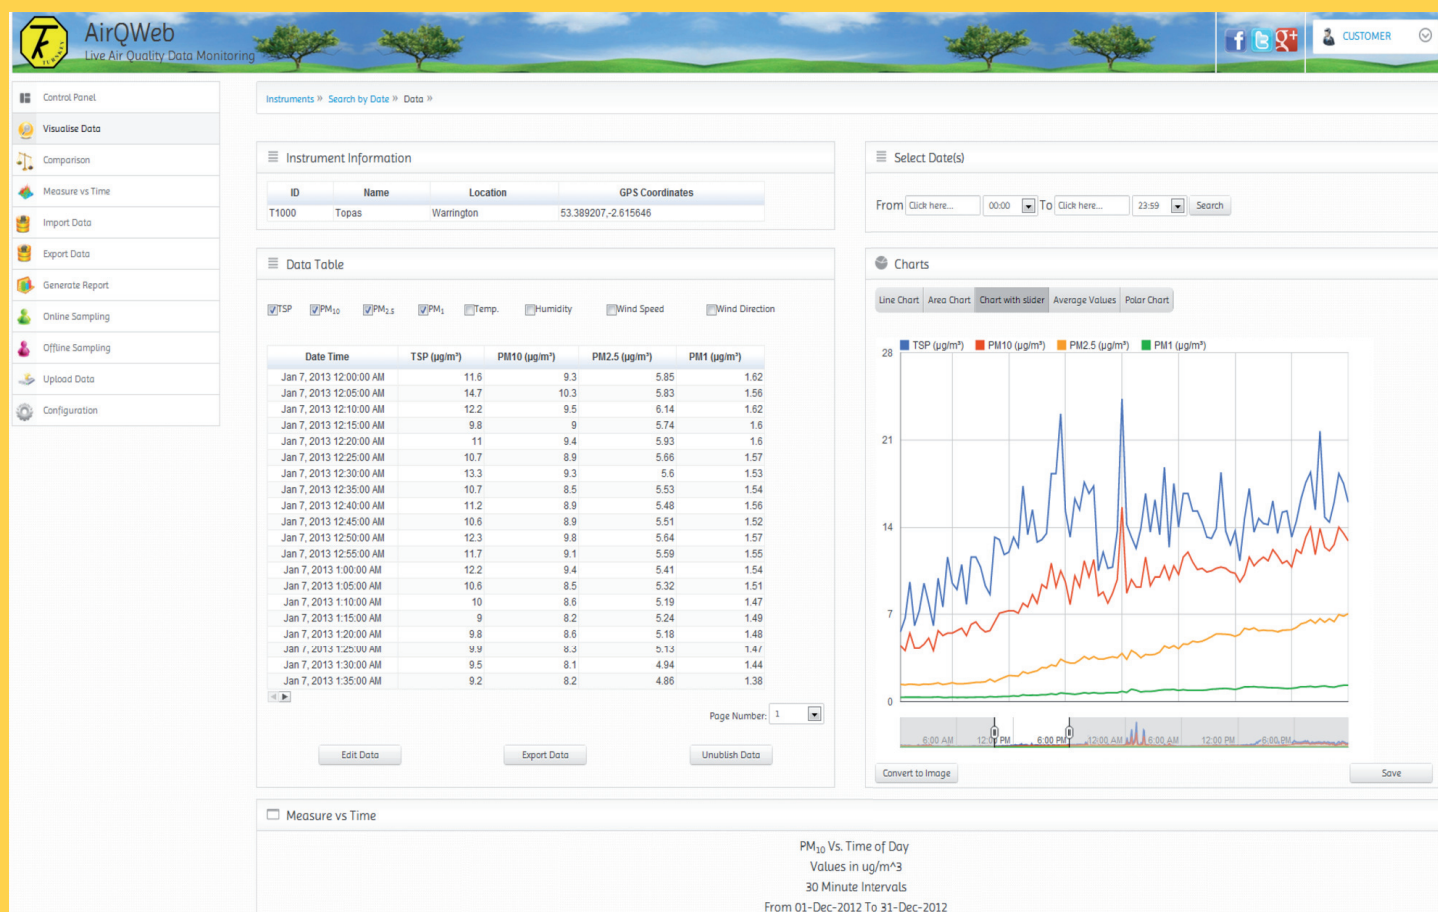 AirQWeb
Live Air Quality Data Monitoring
TURNKEY
CUSTOMER
Control Panel
Visualise Data
Comparison
Measure vs Time
Import Data
Export Data
Generate Report
Online Sampling
Offline Sampling
Upload Data
Configuration
Instruments » Search by Date » Data »
Instrument Information
ID Name Location GPS Coordinates
T1000 Topas Warrington 53.389207,-2.615646
Select Date(s)
From Click here... 00:00 To Click here... 23:59 Search
Data Table
TSP PM10 PM2.5 PM1 Temp. Humidity Wind Speed Wind Direction
Date Time TSP (µg/m³) PM10 (µg/m³) PM2.5 (µg/m³) PM1 (µg/m³)
Jan 7, 2013 12:00:00 AM 11.6 9.3 5.85 1.62
Jan 7, 2013 12:05:00 AM 14.7 10.3 5.83 1.56
Jan 7, 2013 12:10:00 AM 12.2 9.5 6.14 1.62
Jan 7, 2013 12:15:00 AM 9.8 9 5.74 1.6
Jan 7, 2013 12:20:00 AM 11 9.4 5.93 1.6
Jan 7, 2013 12:25:00 AM 10.7 8.9 5.66 1.57
Jan 7, 2013 12:30:00 AM 13.3 9.3 5.6 1.53
Jan 7, 2013 12:35:00 AM 10.7 8.5 5.53 1.54
Jan 7, 2013 12:40:00 AM 11.2 8.9 5.48 1.56
Jan 7, 2013 12:45:00 AM 10.6 8.9 5.51 1.52
Jan 7, 2013 12:50:00 AM 12.3 9.8 5.64 1.57
Jan 7, 2013 12:55:00 AM 11.7 9.1 5.59 1.55
Jan 7, 2013 1:00:00 AM 12.2 9.4 5.41 1.54
Jan 7, 2013 1:05:00 AM 10.6 8.5 5.32 1.51
Jan 7, 2013 1:10:00 AM 10 8.6 5.19 1.47
Jan 7, 2013 1:15:00 AM 9 8.2 5.24 1.49
Jan 7, 2013 1:20:00 AM 9.8 8.6 5.18 1.48
Jan 7, 2013 1:25:00 AM 9.9 8.3 5.13 1.47
Jan 7, 2013 1:30:00 AM 9.5 8.1 4.94 1.44
Jan 7, 2013 1:35:00 AM 9.2 8.2 4.86 1.38
Page Number: 1
Edit Data Export Data Unublish Data
Charts
Line Chart Area Chart Chart with slider Average Values Polar Chart
TSP (µg/m³) PM10 (µg/m³) PM2.5 (µg/m³) PM1 (µg/m³)
28
21
14
7
0
6:00 AM 12:00 PM 6:00 PM 12:00 AM 6:00 AM 12:00 PM 6:00 PM
Convert to Image Save
Measure vs Time
PM10 Vs. Time of Day
Values in ug/m^3
30 Minute Intervals
From 01-Dec-2012 To 31-Dec-2012